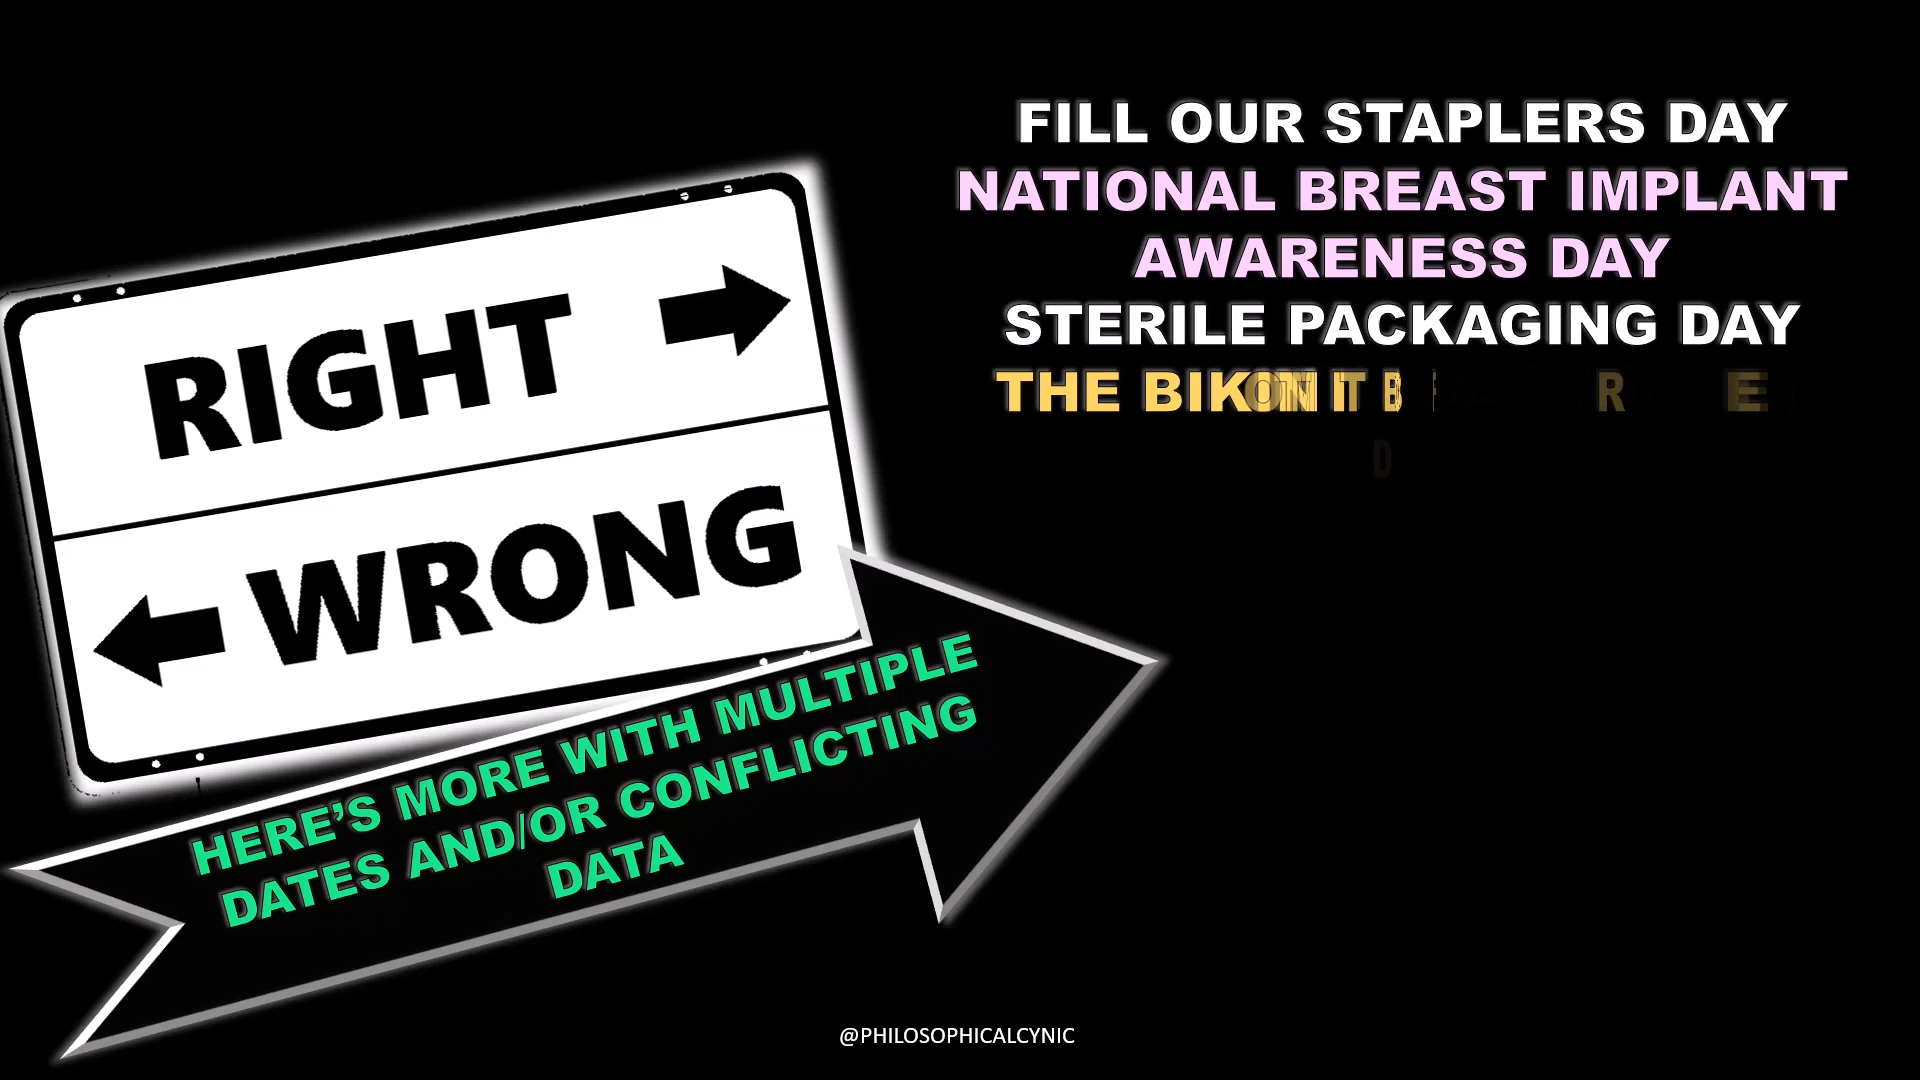 FILL OUR STAPLERS DAY
NATIONAL BREAST IMPLANT
AWARENESS DAY
STERILE PACKAGING DAY
THE
RIGHT
WRONG
HERE'S MORE WITH MULTIPLE
DATES AND/OR CONFLICTING
DATA
@PHILOSOPHICALCYNIC